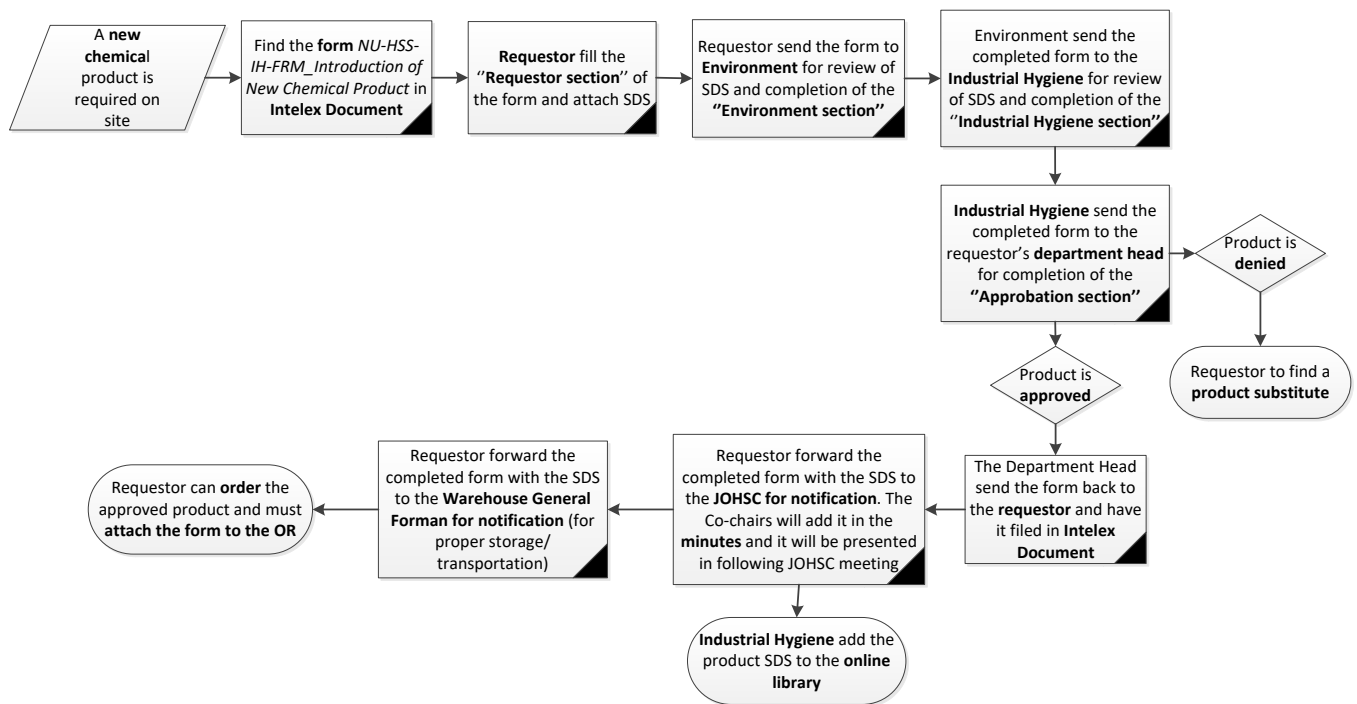 A new
chemical
product is
required on
site
Find the form NU-HSS-
IH-FRM_Introduction of
New Chemical Product in
Intelex Document
Requestor fill the
‘’Requestor section’’ of
the form and attach SDS
Requestor send the form to
Environment for review of
SDS and completion of the
‘’Environment section’’
Environment send the
completed form to the
Industrial Hygiene for review
of SDS and completion of the
‘’Industrial Hygiene section’’
Industrial Hygiene send the
completed form to the
requestor’s department head
for completion of the
‘’Approbation section’’
Product is
denied
Requestor to find a
product substitute
Product is
approved
The Department Head
send the form back to
the requestor and have
it filed in Intelex
Document
Requestor forward the
completed form with the SDS to
the JOHSC for notification. The
Co-chairs will add it in the
minutes and it will be presented
in following JOHSC meeting
Requestor forward the
completed form with the SDS
to the Warehouse General
Forman for notification (for
proper storage/
transportation)
Requestor can order the
approved product and must
attach the form to the OR
Industrial Hygiene add the
product SDS to the online
library